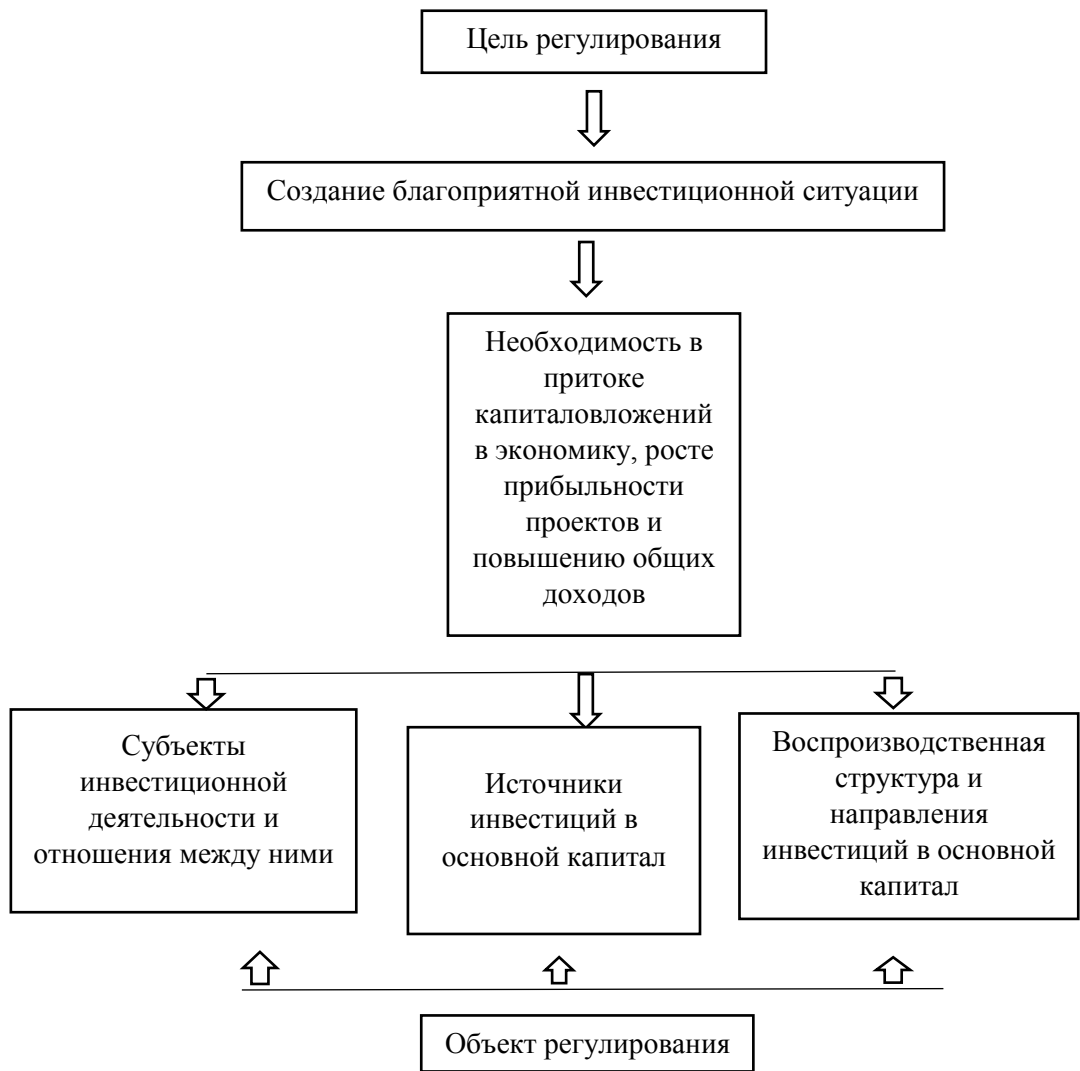 Цель регулирования
Создание благоприятной инвестиционной ситуации
Необходимость в
притоке
капиталовложений
в экономику, росте
прибыльности
проектов и
повышению общих
доходов
Субъекты
инвестиционной
деятельности и
отношения между ними
Источники
инвестиций в
основной капитал
Воспроизводственная
структура и
направления
инвестиций в основной
капитал
Объект регулирования